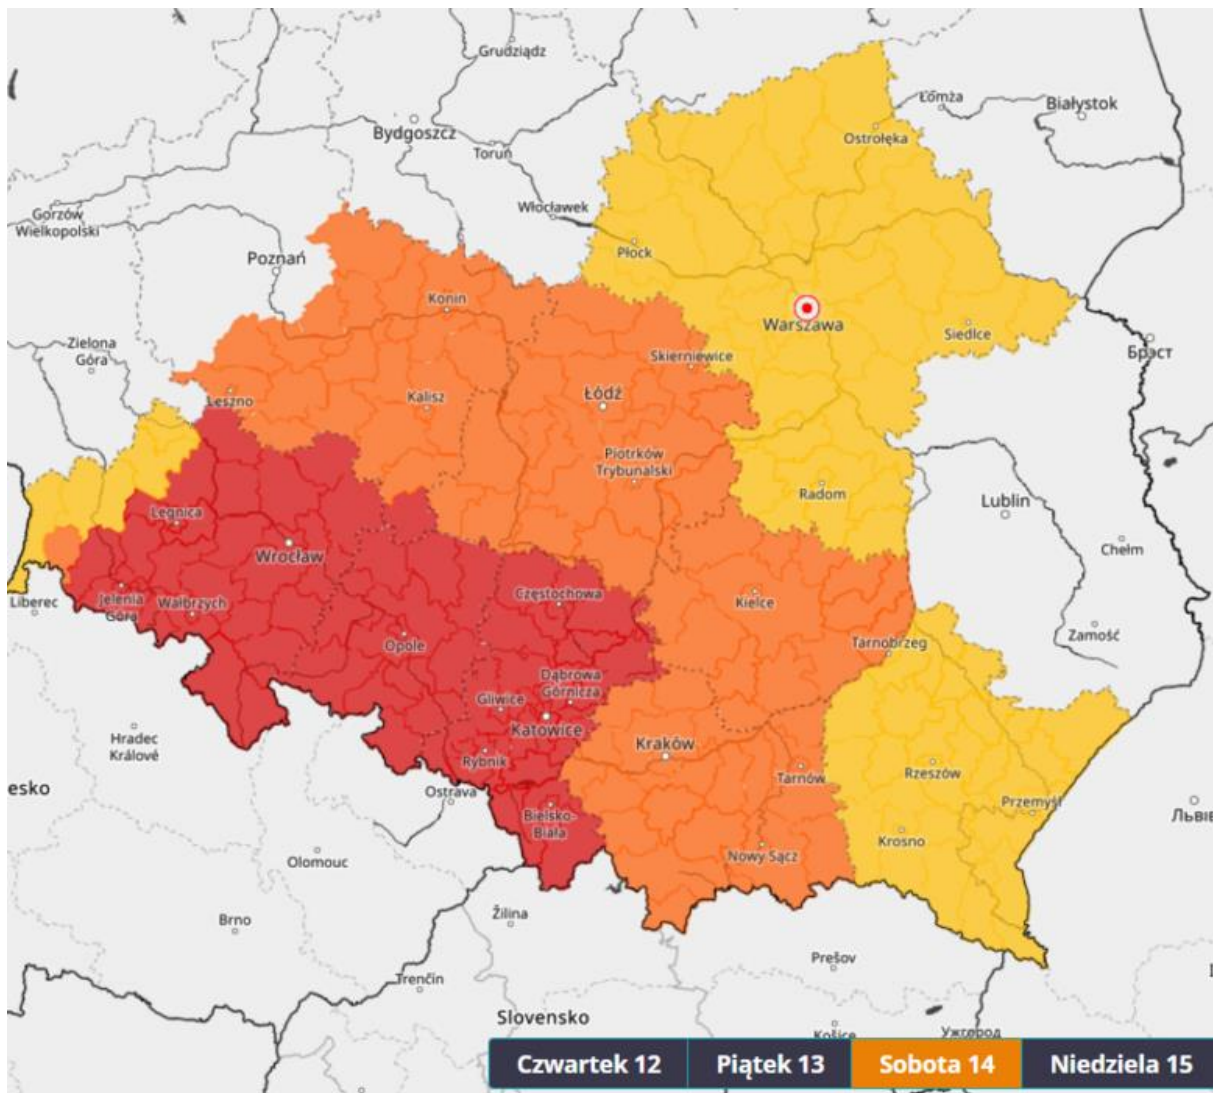 Grudziądz
Łomża
Białystok
Bydgoszcz
Ostrołęka
Toruń
Włocławek
Gorzów
Wielkopolski
Płock
Poznań
Konin
Warszawa
Siedlce
Zielona
Góra
Брэст
Skierniewice
Leszno
Kalisz
Łódź
Piotrków
Trybunalski
Radom
Lublin
Legnica
Wrocław
Chełm
Liberec
Jelenia
Góra
Wałbrzych
Częstochowa
Kielce
Zamość
Opole
Tarnobrzeg
Dąbrowa
Górnicza
Gliwice
Katowice
Hradec
Králové
Kraków
Rybnik
Tarnów
Rzeszów
esko
Ostrava
Przemyśl
Bielsko-
Biała
Львів
Krosno
Olomouc
Nowy Sącz
Brno
Žilina
Prešov
Trenčín
Slovensko
Košice
Ужгород
Czwartek 12
Piątek 13
Sobota 14
Niedziela 15